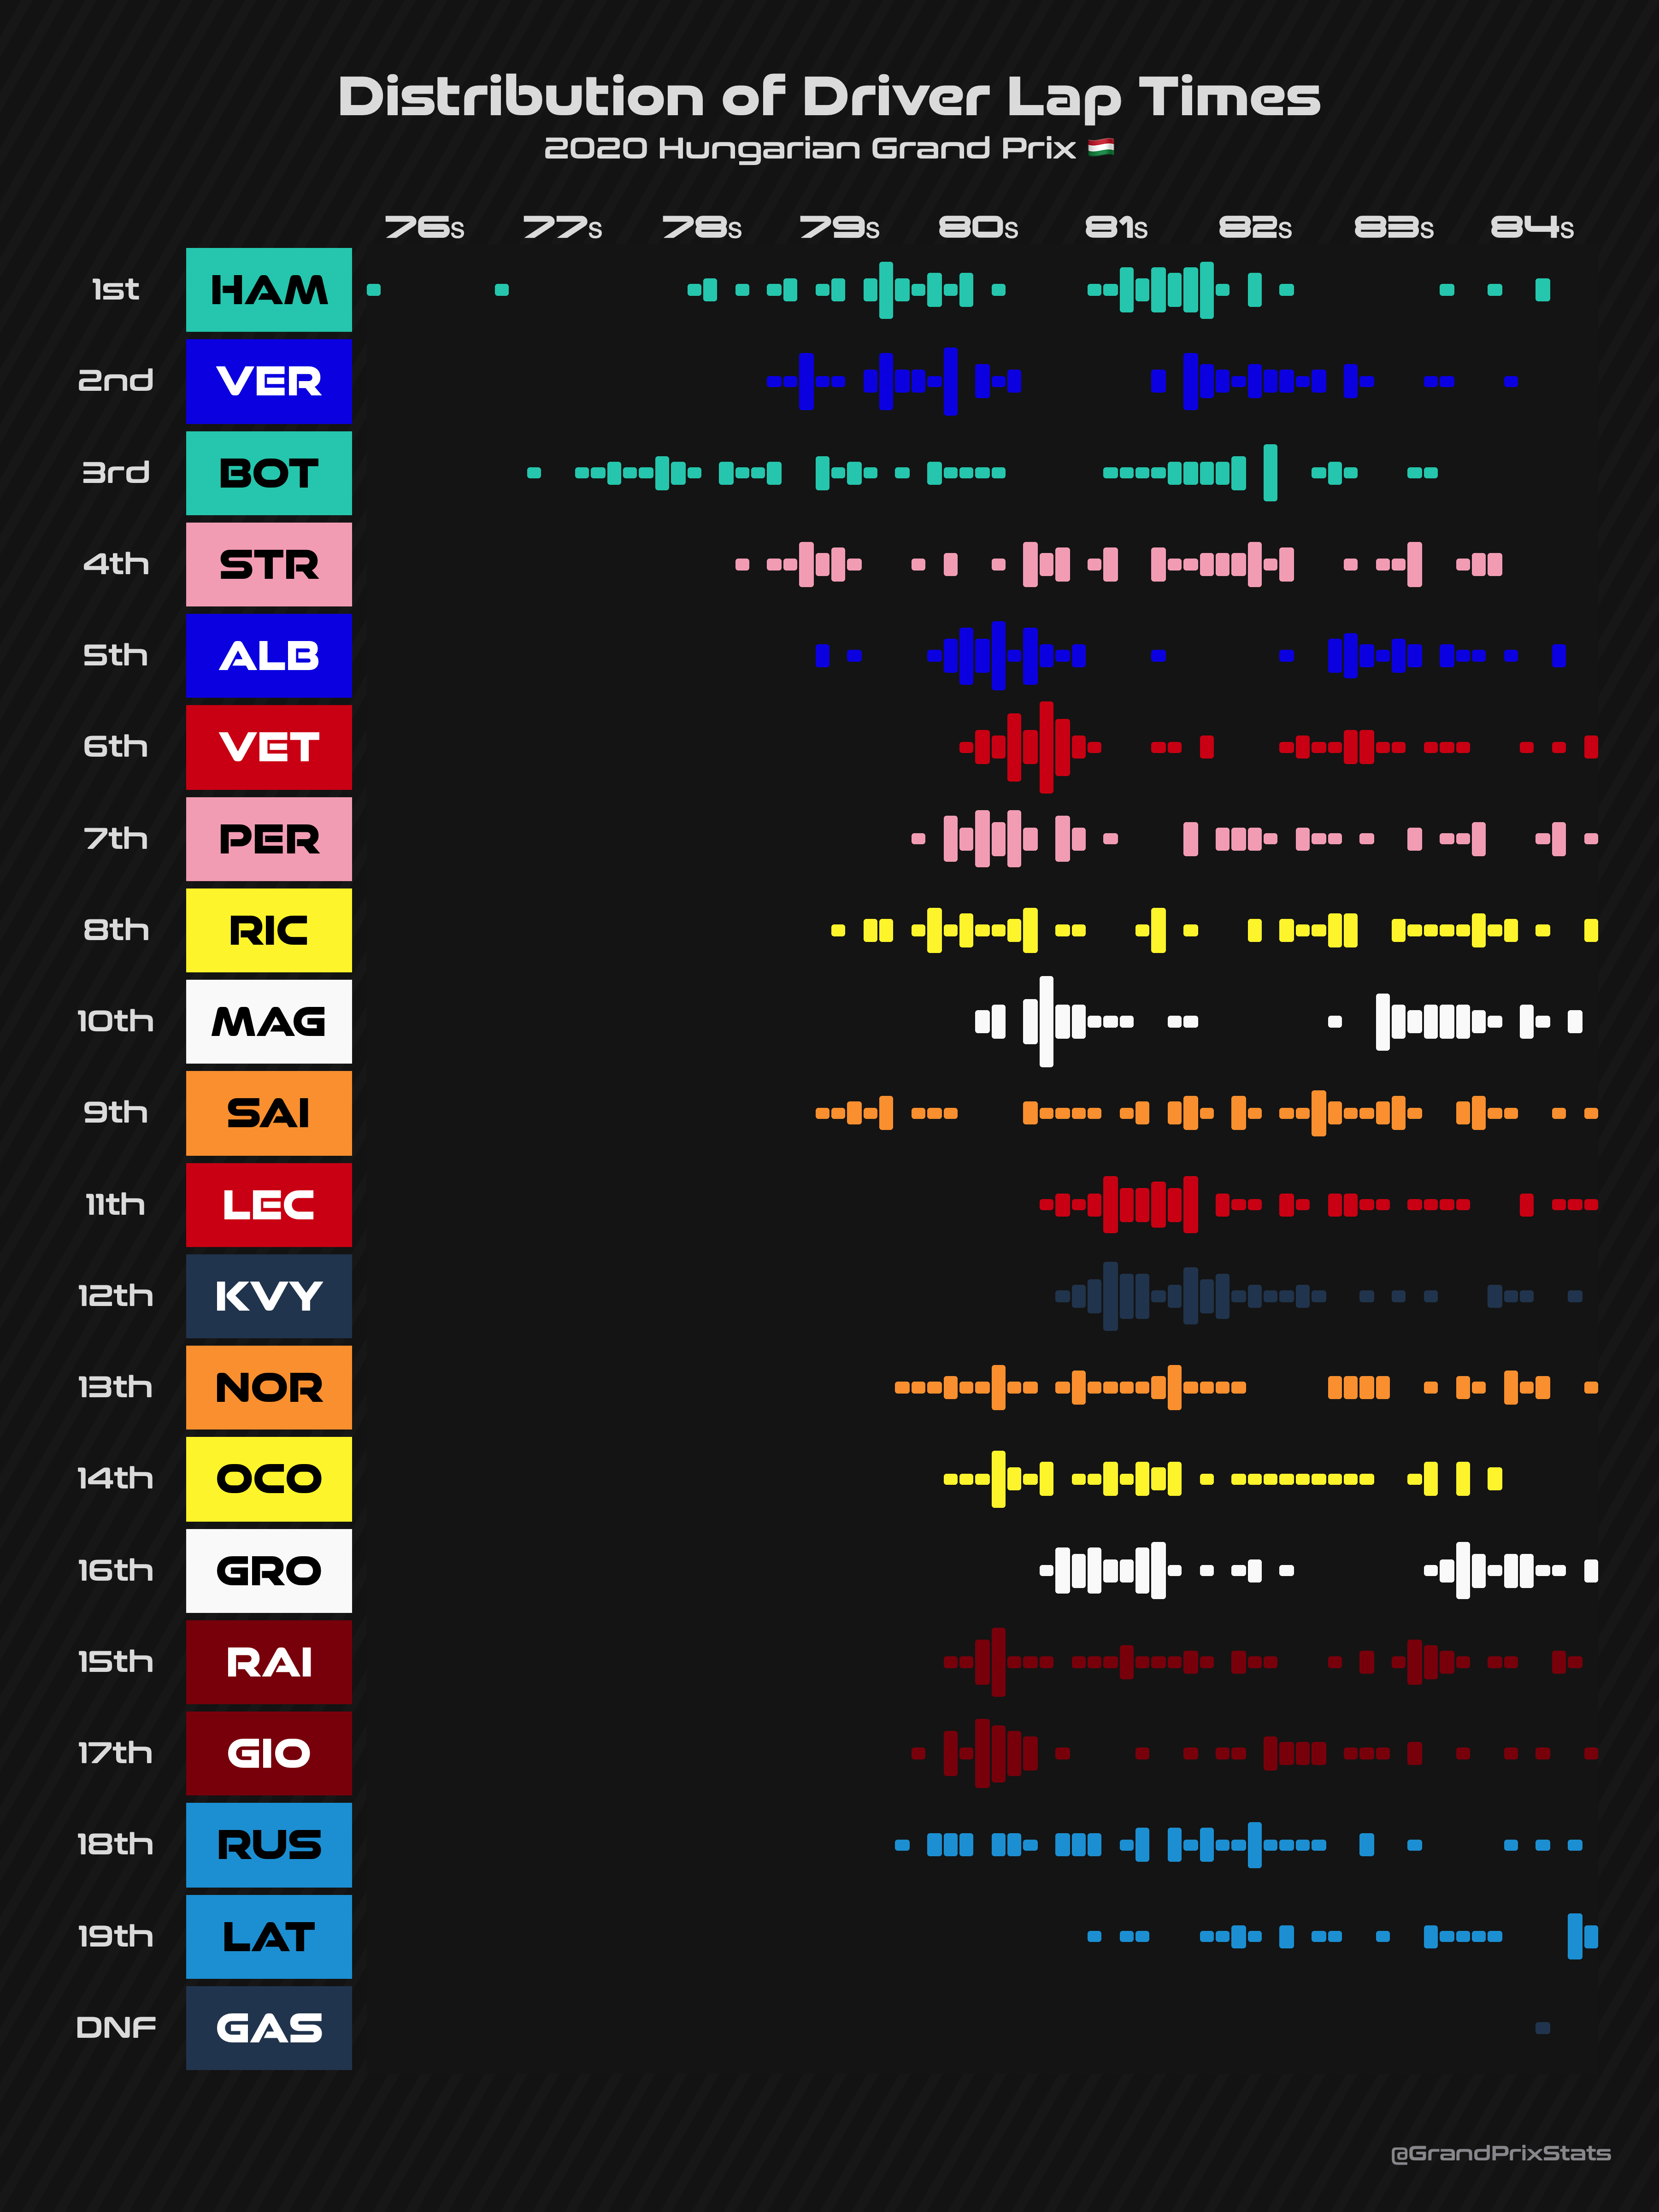 Distribution of Driver Lap Times
2020 Hungarian Grand Prix 🇭🇺
76s 77s 78s 79s 80s 81s 82s 83s 84s
1st HAM
2nd VER
3rd BOT
4th STR
5th ALB
6th VET
7th PER
8th RIC
10th MAG
9th SAI
11th LEC
12th KVY
13th NOR
14th OCO
16th GRO
15th RAI
17th GIO
18th RUS
19th LAT
DNF GAS
@GrandPrixStats